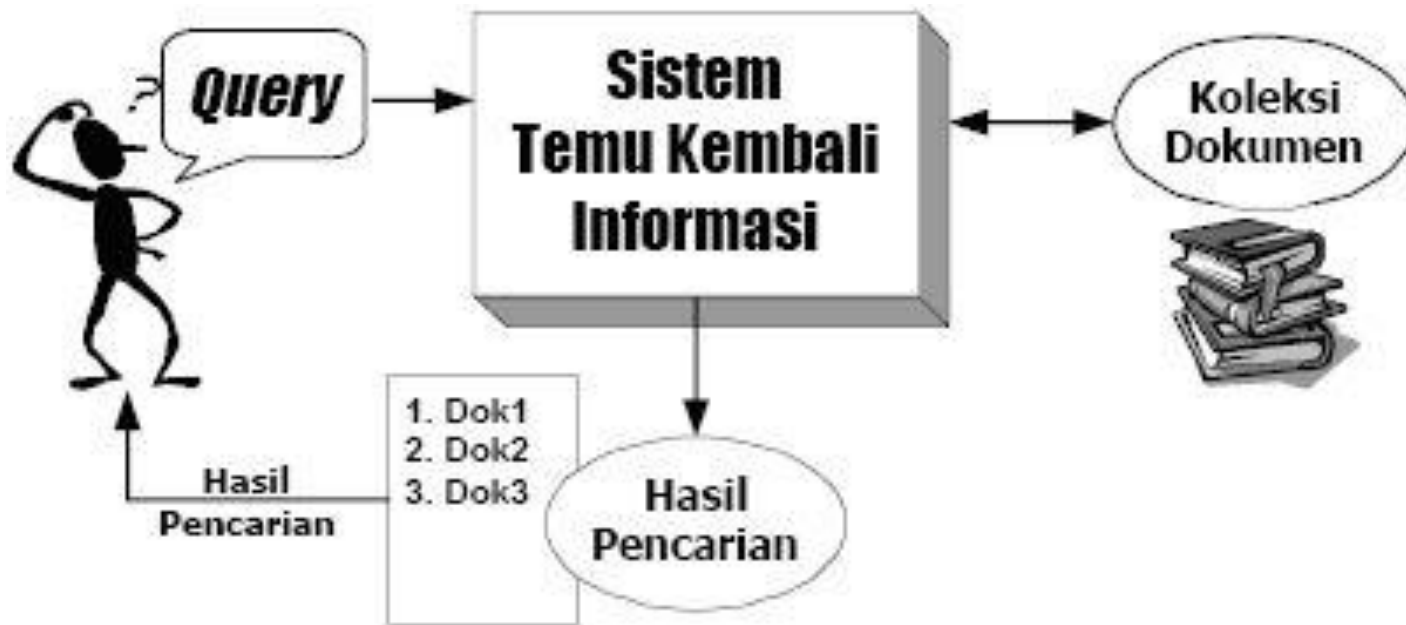 ?
Query
Sistem
Temu Kembali
Informasi
Koleksi
Dokumen
1. Dok1
2. Dok2
3. Dok3
Hasil
Pencarian
Hasil
Pencarian